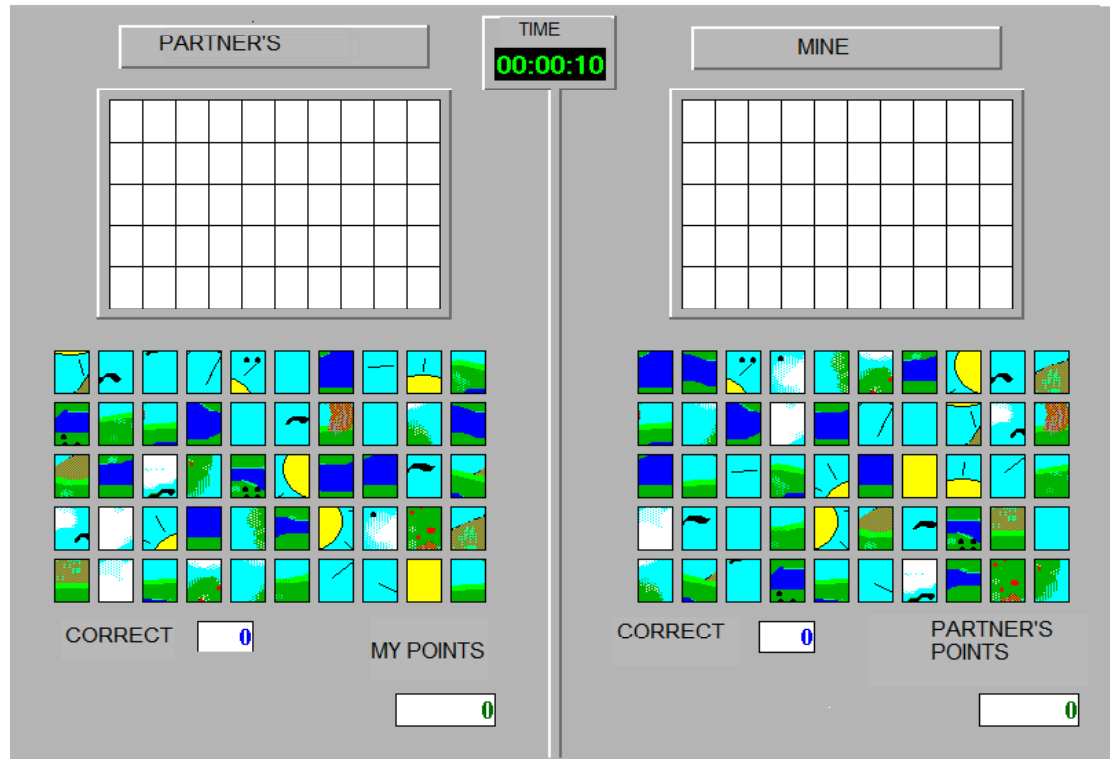 PARTNER'S
TIME
00:00:10
MINE
CORRECT
0
MY POINTS
0
CORRECT
0
PARTNER'S
POINTS
0